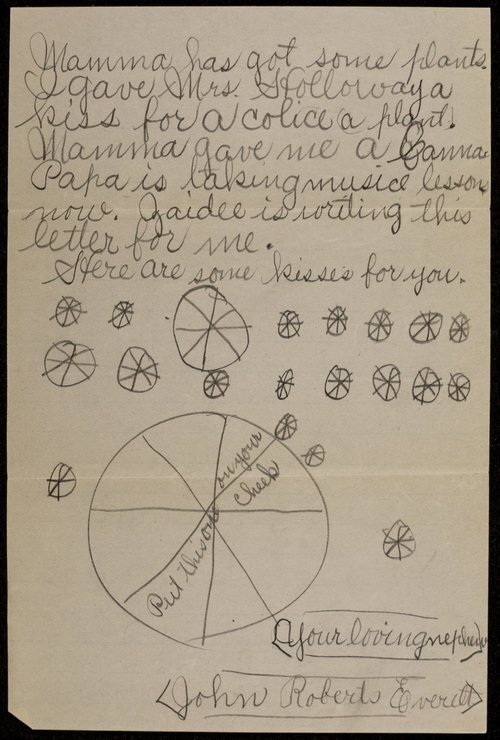 Mamma has got some plants.
I gave Mrs Holloway a
kiss for a colice a plant.
Mamma gave me a Canna.
Papa is taking musice lesson
now. Zaidee is writing this
letter for me.
Here are some kisses for you.
Put this one on your
cheek
(Your loving nephew)
(John Roberts Everett)